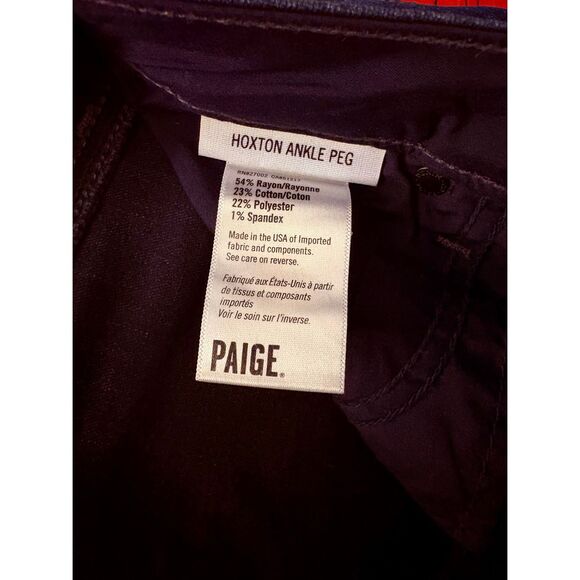 HOXTON ANKLE PEG
54% Rayon/Rayonne
23% Cotton/Coton
22% Polyester
1% Spandex
Made in the USA of Imported
fabric and components.
See care on reverse.
Fabriqué aux États-Unis à partir
de tissus et composants
importés
Voir le soin sur l'inverse.
PAIGE®